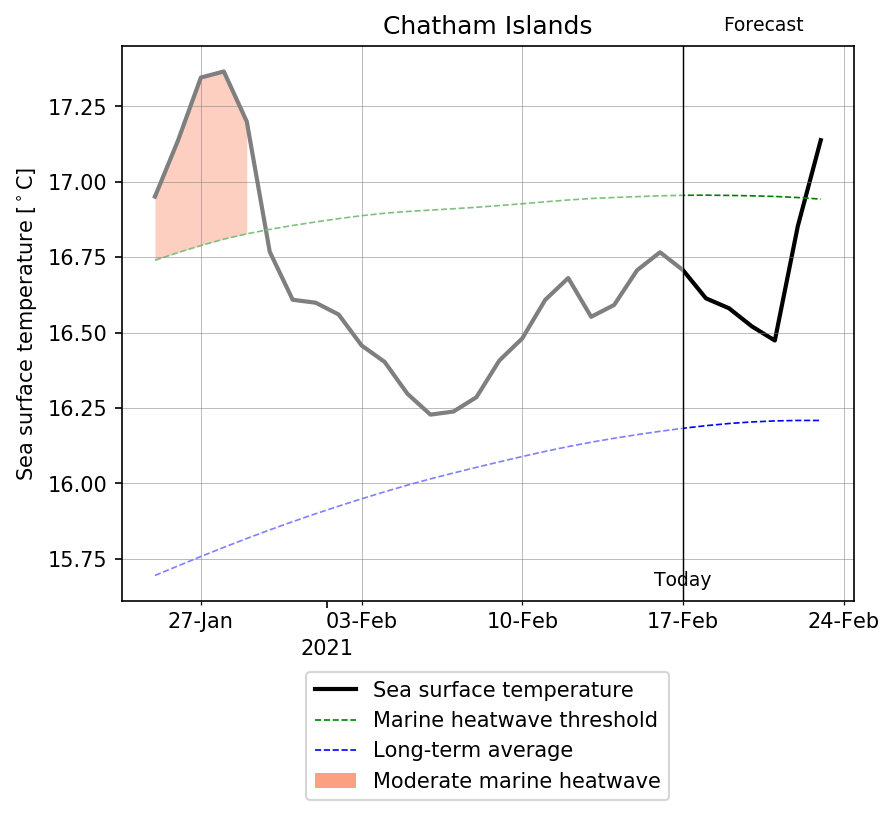 Chatham Islands
Forecast
Sea surface temperature [°C]
17.25
17.00
16.75
16.50
16.25
16.00
15.75
Today
27-Jan
03-Feb
10-Feb
17-Feb
24-Feb
2021
Sea surface temperature
Marine heatwave threshold
Long-term average
Moderate marine heatwave